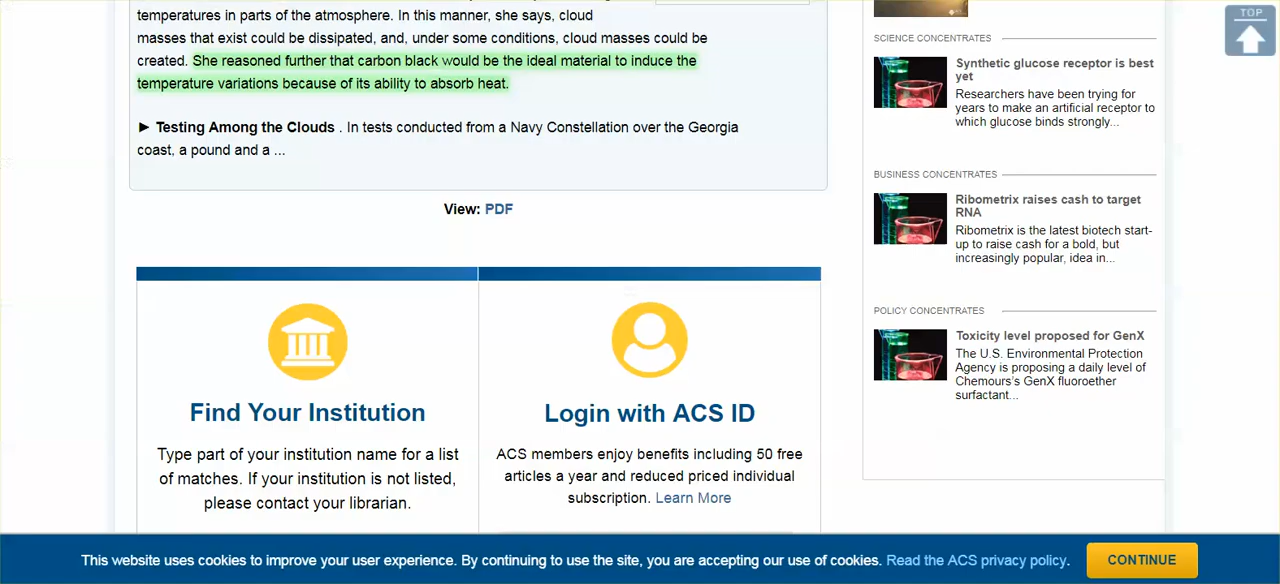 temperatures in parts of the atmosphere. In this manner, she says, cloud
masses that exist could be dissipated, and, under some conditions, cloud masses could be
created. She reasoned further that carbon black would be the ideal material to induce the
temperature variations because of its ability to absorb heat.
► Testing Among the Clouds . In tests conducted from a Navy Constellation over the Georgia
coast, a pound and a ...
View: PDF
Find Your Institution
Type part of your institution name for a list
of matches. If your institution is not listed,
please contact your librarian.
Login with ACS ID
ACS members enjoy benefits including 50 free
articles a year and reduced priced individual
subscription. Learn More
TOP
SCIENCE CONCENTRATES
Synthetic glucose receptor is best
yet
Researchers have been trying for
years to make an artificial receptor to
which glucose binds strongly...
BUSINESS CONCENTRATES
Ribometrix raises cash to target
RNA
Ribometrix is the latest biotech start-
up to raise cash for a bold, but
increasingly popular, idea in...
POLICY CONCENTRATES
Toxicity level proposed for GenX
The U.S. Environmental Protection
Agency is proposing a daily level of
Chemours's GenX fluoroether
surfactant...
This website uses cookies to improve your user experience. By continuing to use the site, you are accepting our use of cookies. Read the ACS privacy policy.
CONTINUE